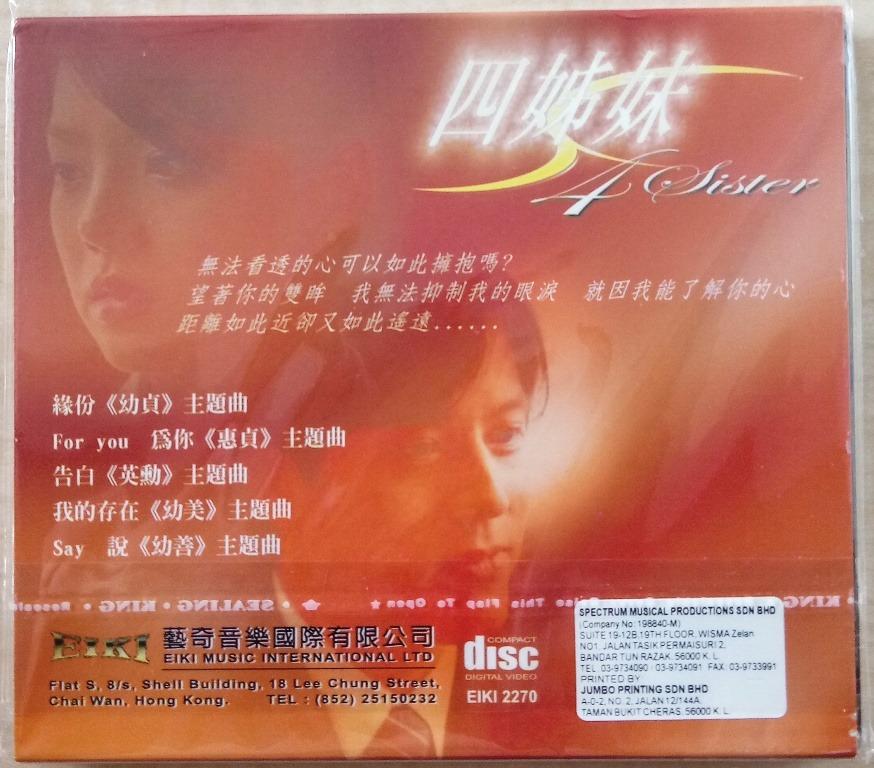 四姊妹
4 Sister
無法看透的心可以如此擁抱嗎?
望著你的雙眸 我無法抑制我的眼淚 就因我能了解你的心
距離如此近卻又如此遙遠......
緣份《幼貞》主題曲
For you 爲你《惠貞》主題曲
告白《英勳》主題曲
我的存在《幼美》主題曲
Say 說《幼善》主題曲
KING • Reseala
SEALING • KING •
This Flap To Open
EIKI
藝奇音樂國際有限公司
EIKI MUSIC INTERNATIONAL LTD
Flat S, 8/s, Shell Building, 18 Lee Chung Street,
Chai Wan, Hong Kong. TEL : (852) 25150232
COMPACT
disc
DIGITAL VIDEO
EIKI 2270
SPECTRUM MUSICAL PRODUCTIONS SDN BHD
(Company No: 198840-M)
SUITE 19-12B.19TH FLOOR. WISMA Zelan
NO1. JALAN TASIK PERMAISURI 2,
BANDAR TUN RAZAK. 56000 K. L.
TEL: 03-9734090 03-9734091 FAX: 03-9733991
PRINTED BY
JUMBO PRINTING SDN BHD
A-0-2, NO. 2, JALAN 12/144A,
TAMAN BUKIT CHERAS. 56000 K. L.